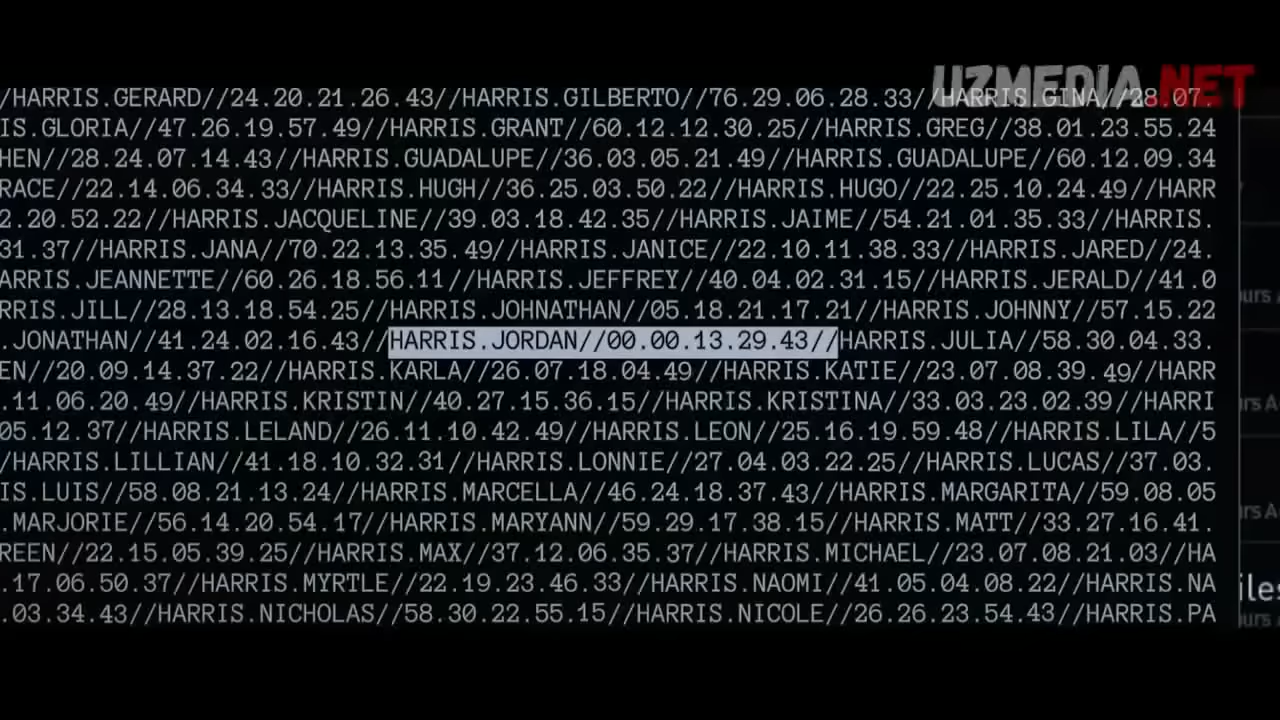 UZMEDIA.NET
/HARRIS.GERARD//24.20.21.26.43//HARRIS.GILBERTO//76.29.06.28.33//HARRIS.GINA//28.07.
IS.GLORIA//47.26.19.57.49//HARRIS.GRANT//60.12.12.30.25//HARRIS.GREG//38.01.23.55.24
HEN//28.24.07.14.43//HARRIS.GUADALUPE//36.03.05.21.49//HARRIS.GUADALUPE//60.12.09.34
RACE//22.14.06.34.33//HARRIS.HUGH//36.25.03.50.22//HARRIS.HUGO//22.25.10.24.49//HARR
2.20.52.22//HARRIS.JACQUELINE//39.03.18.42.35//HARRIS.JAIME//54.21.01.35.33//HARRIS.
31.37//HARRIS.JANA//70.22.13.35.49//HARRIS.JANICE//22.10.11.38.33//HARRIS.JARED//24.
ARRIS.JEANNETTE//60.26.18.56.11//HARRIS.JEFFREY//40.04.02.31.15//HARRIS.JERALD//41.0
RRIS.JILL//28.13.18.54.25//HARRIS.JOHNATHAN//05.18.21.17.21//HARRIS.JOHNNY//57.15.22
.JONATHAN//41.24.02.16.43//HARRIS.JORDAN//00.00.13.29.43//HARRIS.JULIA//58.30.04.33.
EN//20.09.14.37.22//HARRIS.KARLA//26.07.18.04.49//HARRIS.KATIE//23.07.08.39.49//HARR
.11.06.20.49//HARRIS.KRISTIN//40.27.15.36.15//HARRIS.KRISTINA//33.03.23.02.39//HARRI
05.12.37//HARRIS.LELAND//26.11.10.42.49//HARRIS.LEON//25.16.19.59.48//HARRIS.LILA//5
/HARRIS.LILLIAN//41.18.10.32.31//HARRIS.LONNIE//27.04.03.22.25//HARRIS.LUCAS//37.03.
IS.LUIS//58.08.21.13.24//HARRIS.MARCELLA//46.24.18.37.43//HARRIS.MARGARITA//59.08.05
.MARJORIE//56.14.20.54.17//HARRIS.MARYANN//59.29.17.38.15//HARRIS.MATT//33.27.16.41.
REEN//22.15.05.39.25//HARRIS.MAX//37.12.06.35.37//HARRIS.MICHAEL//23.07.08.21.03//HA
.17.06.50.37//HARRIS.MYRTLE//22.19.23.46.33//HARRIS.NAOMI//41.05.04.08.22//HARRIS.NA
.03.34.43//HARRIS.NICHOLAS//58.30.22.55.15//HARRIS.NICOLE//26.26.23.54.43//HARRIS.PA